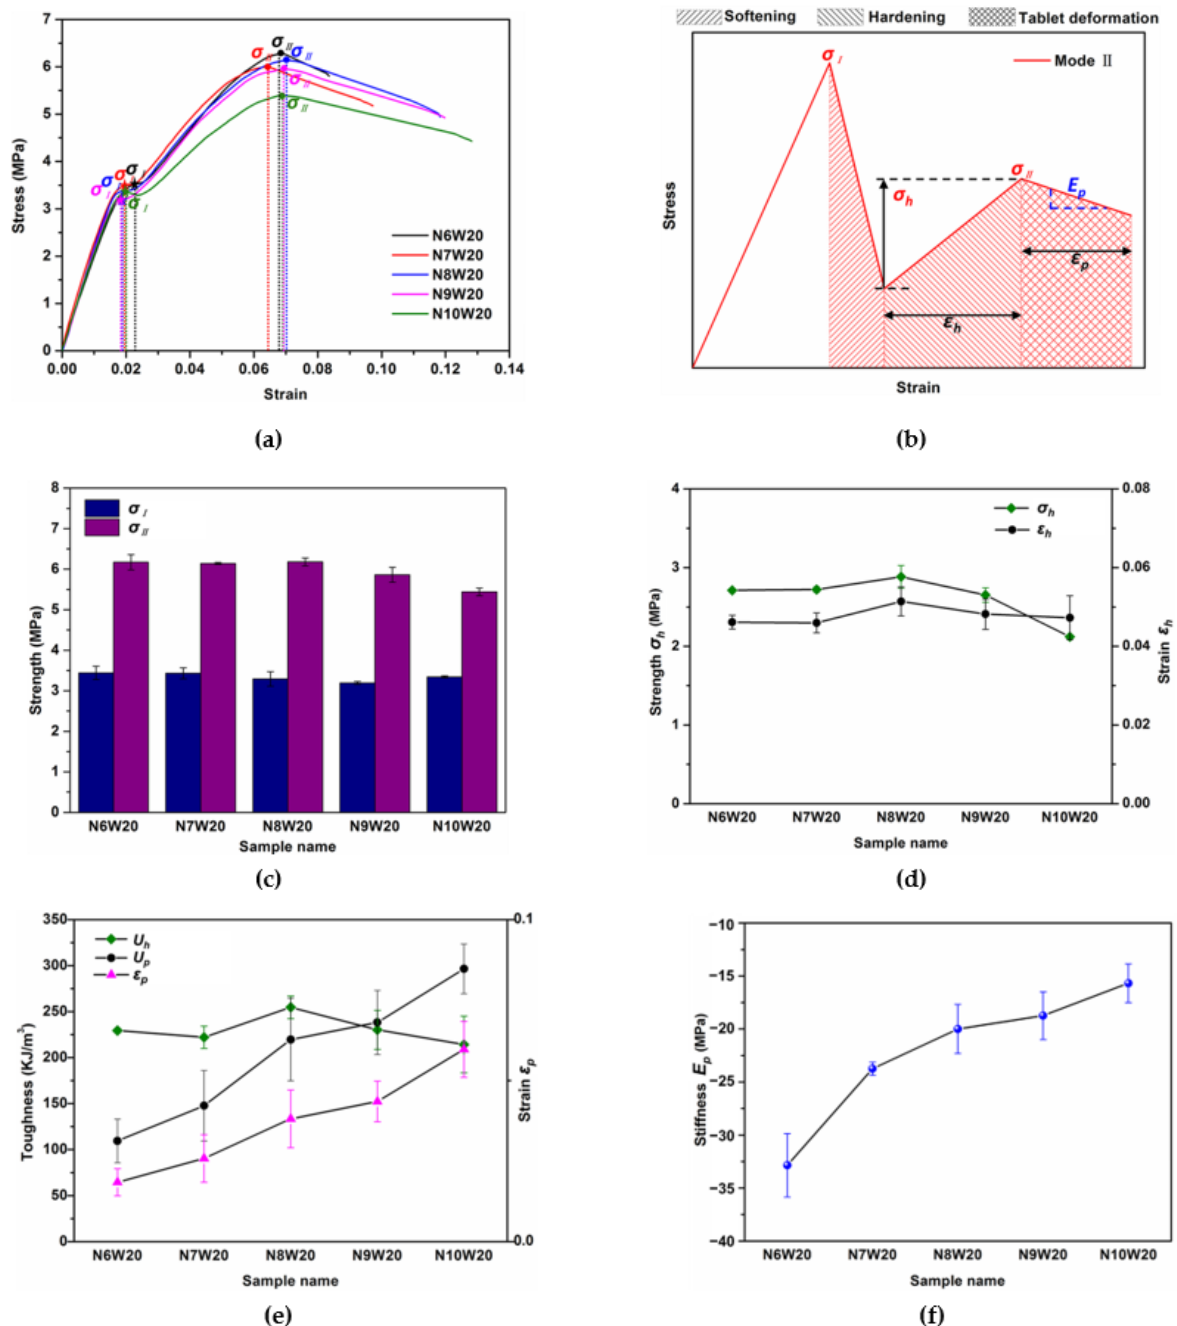 7
6
5
4
3
2
1
0
Stress (MPa)
σ II
σ II
σ II
σ II
σ II
σ
σ
σ
σ I
σ I
N6W20
N7W20
N8W20
N9W20
N10W20
0.00 0.02 0.04 0.06 0.08 0.10 0.12 0.14
Strain
(a)
Softening Hardening Tablet deformation
Mode II
σ I
σ II
σh
Ep
εh
εp
Stress
Strain
(b)
8
7
6
5
4
3
2
1
0
Strength (MPa)
σ I
σ II
N6W20 N7W20 N8W20 N9W20 N10W20
Sample name
(c)
4
3
2
1
0
Strength σh (MPa)
σh
εh
0.08
0.06
0.04
0.02
0.00
Strain εh
N6W20 N7W20 N8W20 N9W20 N10W20
Sample name
(d)
350
300
250
200
150
100
50
0
Toughness (KJ/m³)
Uh
Up
εp
0.1
0.0
Strain εp
N6W20 N7W20 N8W20 N9W20 N10W20
Sample name
(e)
−10
−15
−20
−25
−30
−35
−40
Stiffness Ep (MPa)
N6W20 N7W20 N8W20 N9W20 N10W20
Sample name
(f)